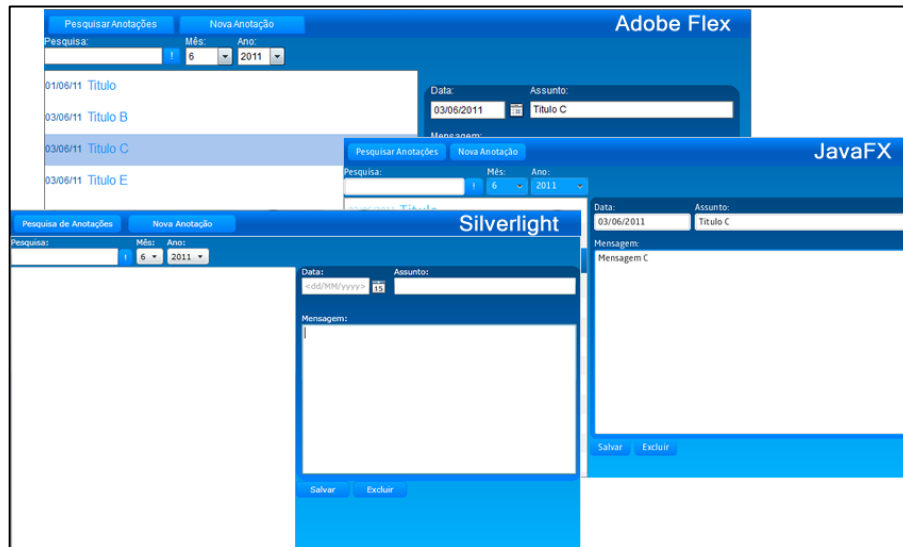 Pesquisar Anotações Nova Anotação Adobe Flex
Pesquisa: Mês: Ano:
! 6 2011
01/06/11 Titulo
03/06/11 Titulo B
03/06/11 Titulo C
03/06/11 Titulo E
Data: Assunto:
03/06/2011 Titulo C
Mensagem:
Pesquisar Anotações Nova Anotação JavaFX
Pesquisa: Mês: Ano:
! 6 2011
Titulo
Data: Assunto:
03/06/2011 Titulo C
Mensagem:
Mensagem C
Salvar Excluir
Pesquisa de Anotações Nova Anotação Silverlight
Pesquisa: Mês: Ano:
! 6 2011
Data: Assunto:
<dd/MM/yyyy> 15
Mensagem:
Salvar Excluir